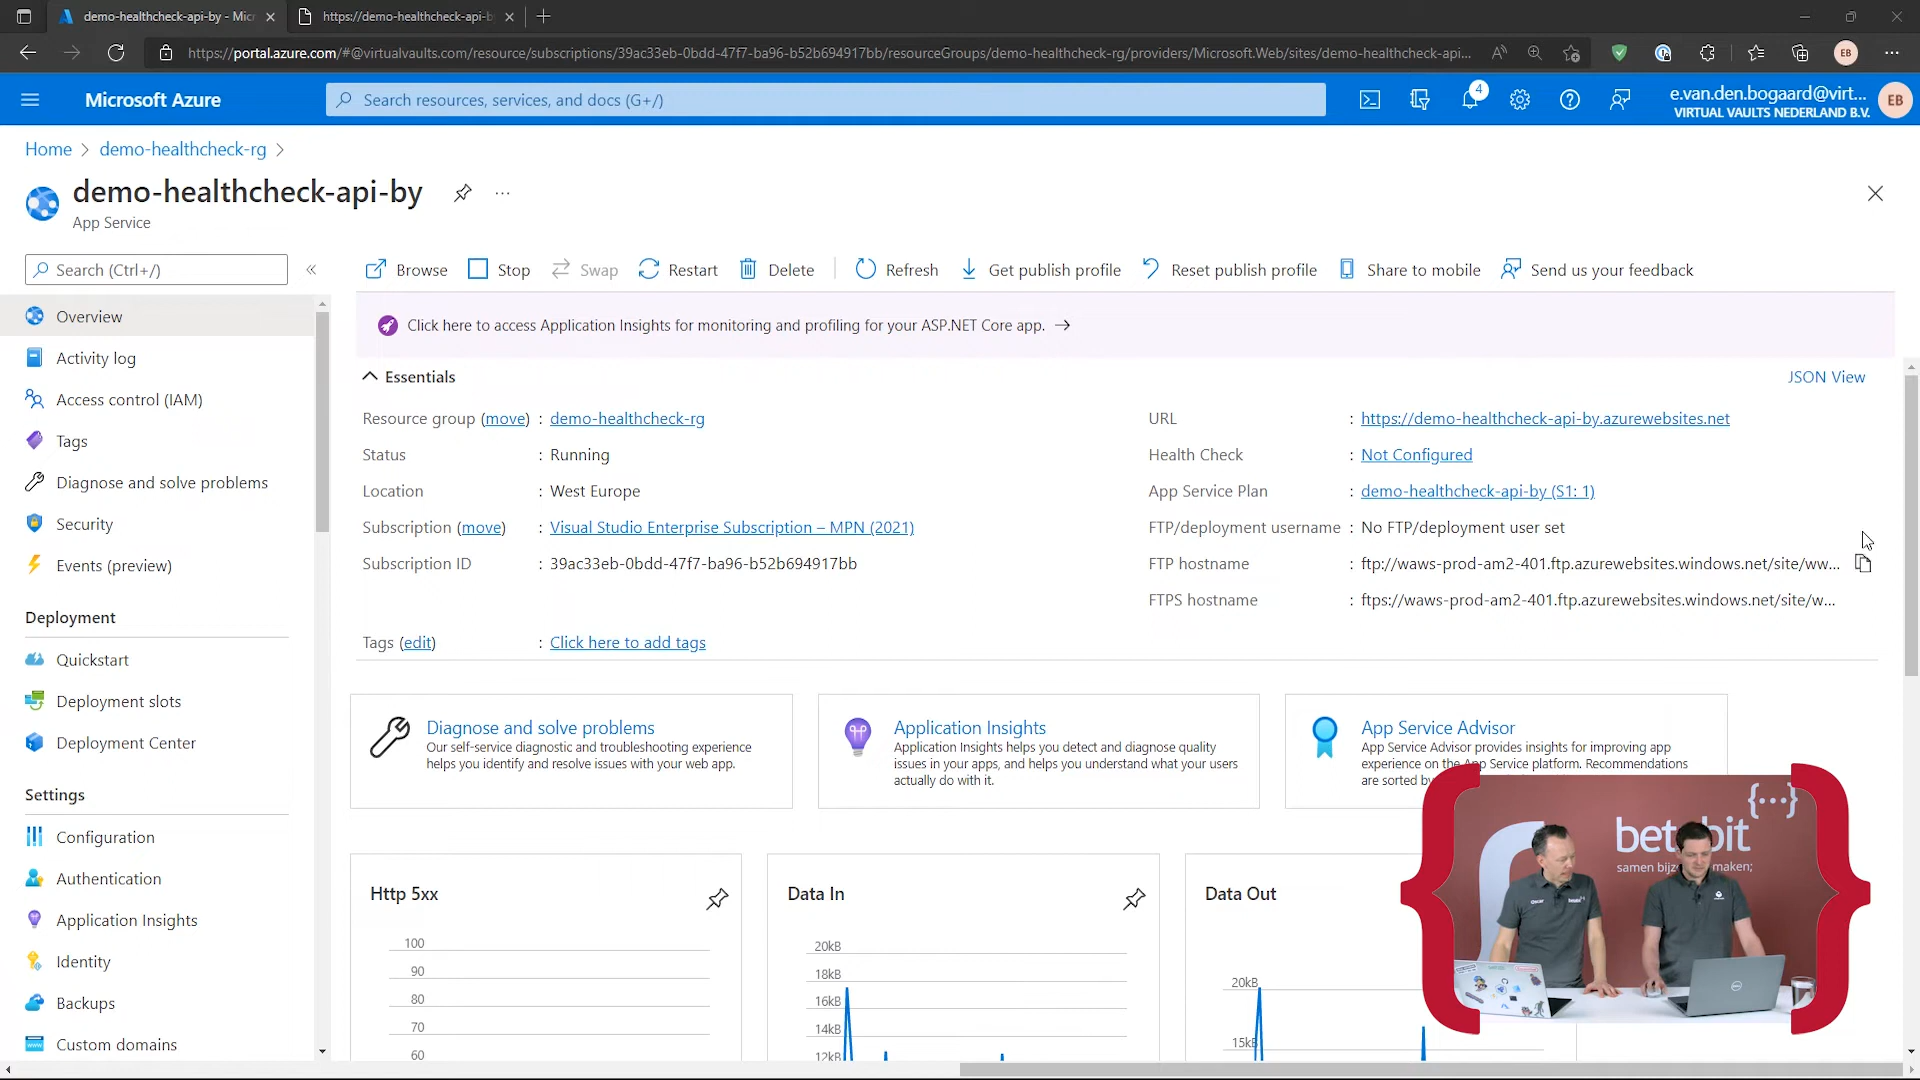 demo-healthcheck-api-by - Micr
https://demo-healthcheck-api-b
https://portal.azure.com/#@virtualvaults.com/resource/subscriptions/39ac33eb-0bdd-47f7-ba96-b52b694917bb/resourceGroups/demo-healthcheck-rg/providers/Microsoft.Web/sites/demo-healthcheck-api...
EB
Microsoft Azure
Search resources, services, and docs (G+/)
4
e.van.den.bogaard@virt...
VIRTUAL VAULTS NEDERLAND B.V.
EB
Home > demo-healthcheck-rg >
demo-healthcheck-api-by
App Service
Search (Ctrl+/)
Browse
Stop
Swap
Restart
Delete
Refresh
Get publish profile
Reset publish profile
Share to mobile
Send us your feedback
Click here to access Application Insights for monitoring and profiling for your ASP.NET Core app.
Overview
Activity log
Access control (IAM)
Tags
Diagnose and solve problems
Security
Events (preview)
Deployment
Quickstart
Deployment slots
Deployment Center
Settings
Configuration
Authentication
Application Insights
Identity
Backups
Custom domains
Essentials
JSON View
Resource group (move) : demo-healthcheck-rg
Status : Running
Location : West Europe
Subscription (move) : Visual Studio Enterprise Subscription – MPN (2021)
Subscription ID : 39ac33eb-0bdd-47f7-ba96-b52b694917bb
URL : https://demo-healthcheck-api-by.azurewebsites.net
Health Check : Not Configured
App Service Plan : demo-healthcheck-api-by (S1: 1)
FTP/deployment username : No FTP/deployment user set
FTP hostname : ftp://waws-prod-am2-401.ftp.azurewebsites.windows.net/site/ww...
FTPS hostname : ftps://waws-prod-am2-401.ftp.azurewebsites.windows.net/site/w...
Tags (edit) : Click here to add tags
Diagnose and solve problems
Our self-service diagnostic and troubleshooting experience
helps you identify and resolve issues with your web app.
Application Insights
Application Insights helps you detect and diagnose quality
issues in your apps, and helps you understand what your users
actually do with it.
App Service Advisor
App Service Advisor provides insights for improving app
experience on the App Service platform. Recommendations
are sorted by
Http 5xx
100
90
80
70
60
Data In
20kB
18kB
16kB
14kB
12kB
Data Out
20kB
15kB
{...}
bet bit
samen bijz maken;
Oscar